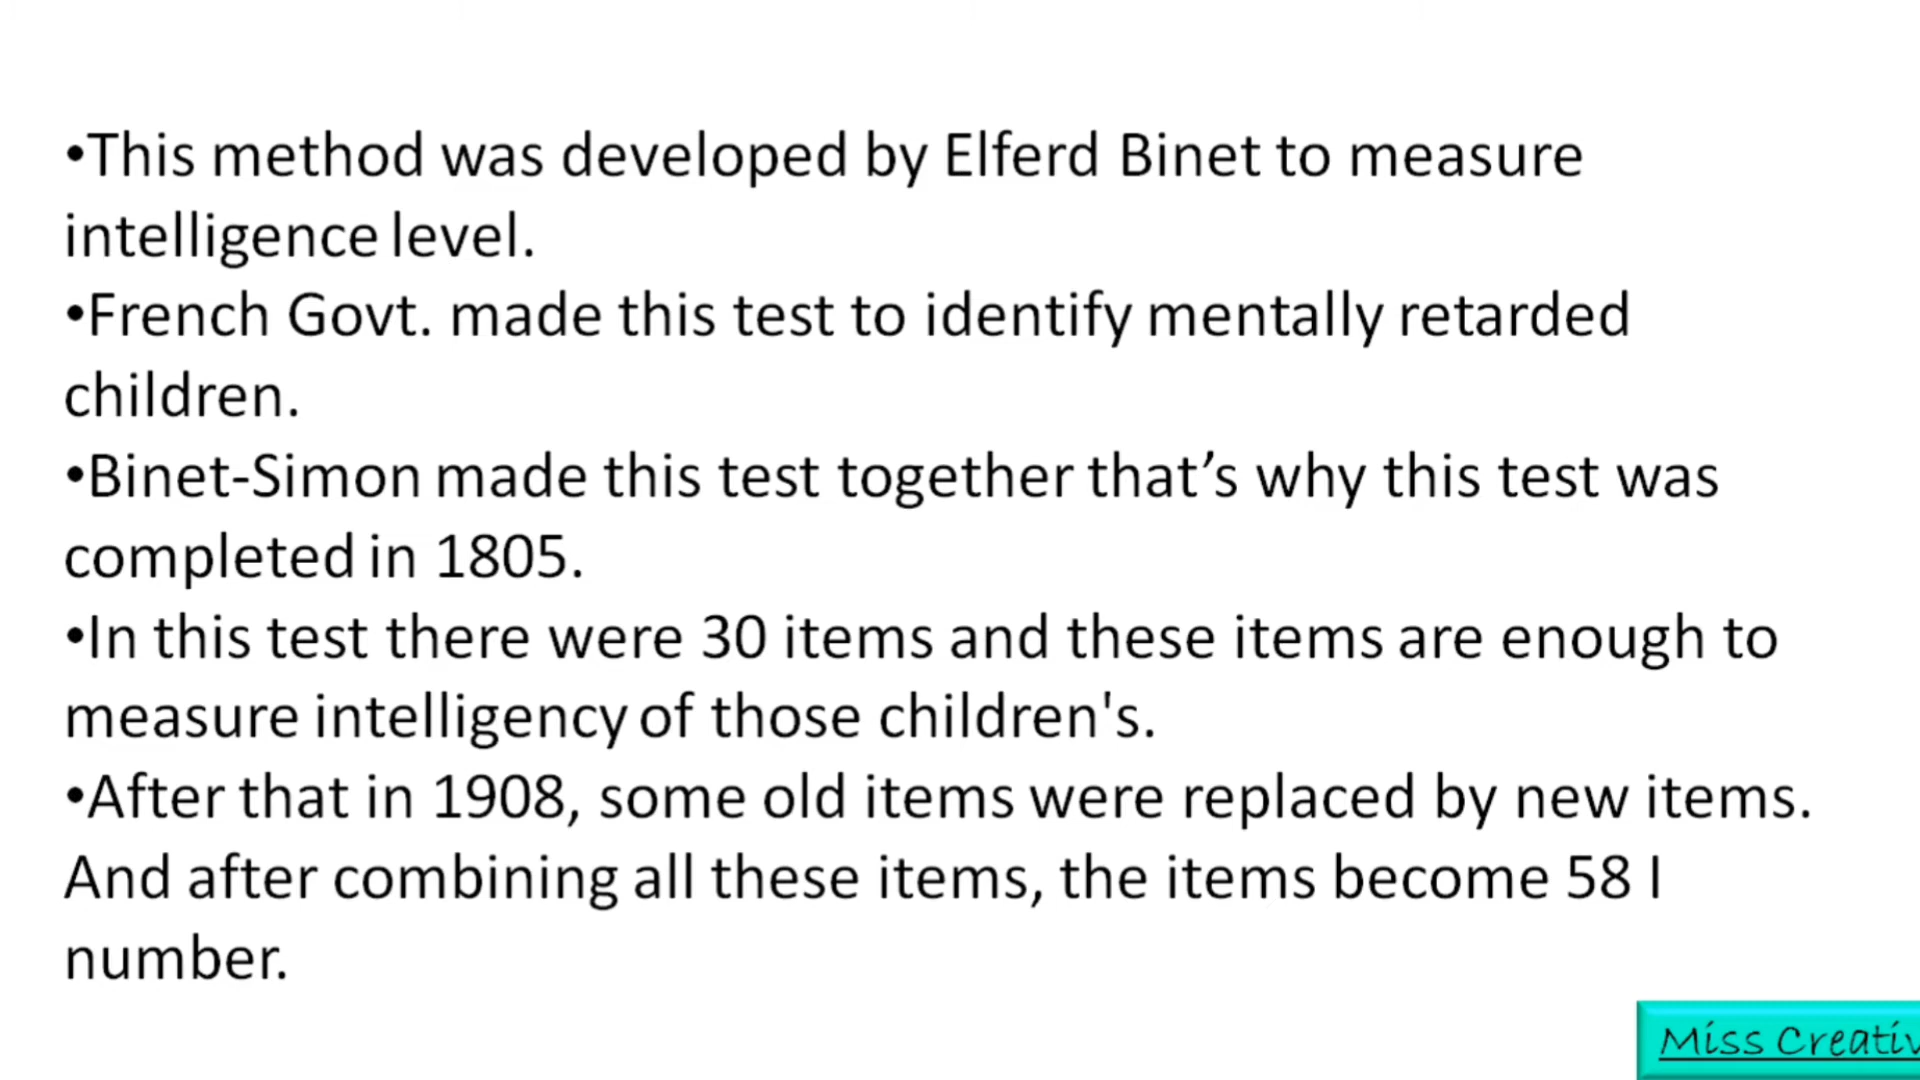 •This method was developed by Elferd Binet to measure
intelligence level.
•French Govt. made this test to identify mentally retarded
children.
•Binet-Simon made this test together that’s why this test was
completed in 1805.
•In this test there were 30 items and these items are enough to
measure intelligency of those children's.
•After that in 1908, some old items were replaced by new items.
And after combining all these items, the items become 58 I
number.
Miss Creativ